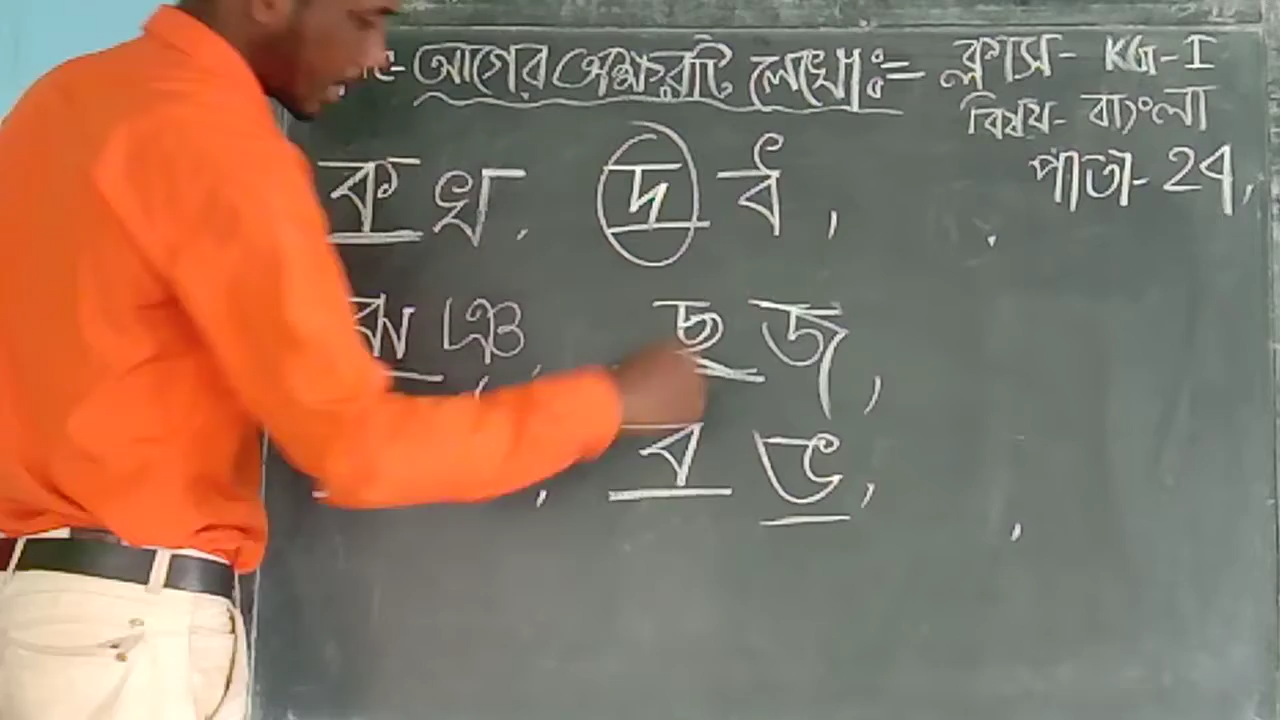 আগের অক্ষরটি লেখোঃ= ক্লাস- KG-I
বিষয়- বাংলা
পাতা- 24,
ক খ, দ ধ,
ঝ ঞ, ছ জ,
ব ভ,